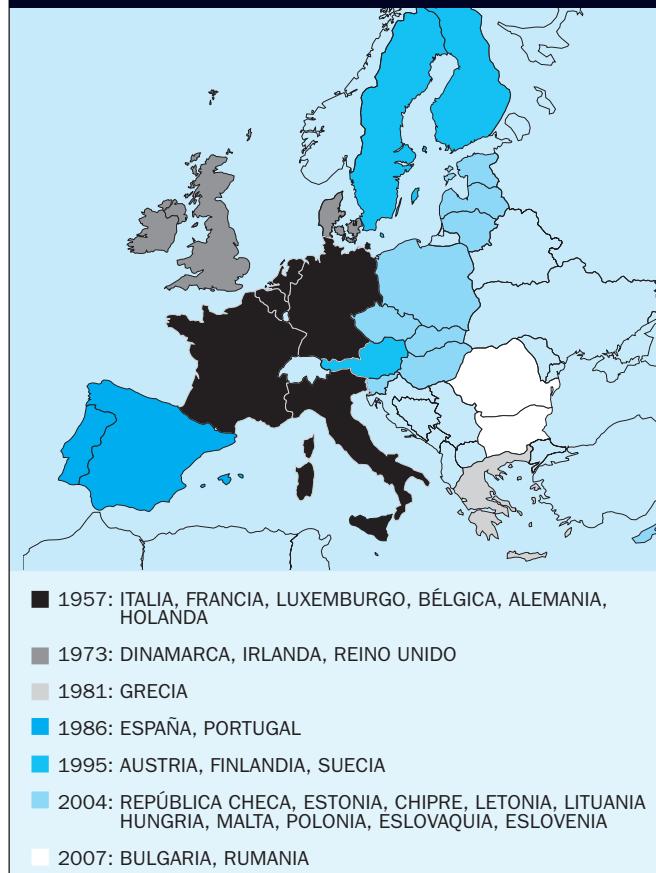 1957: ITALIA, FRANCIA, LUXEMBURGO, BÉLGICA, ALEMANIA,
HOLANDA
1973: DINAMARCA, IRLANDA, REINO UNIDO
1981: GRECIA
1986: ESPAÑA, PORTUGAL
1995: AUSTRIA, FINLANDIA, SUECIA
2004: REPÚBLICA CHECA, ESTONIA, CHIPRE, LETONIA, LITUANIA
HUNGRIA, MALTA, POLONIA, ESLOVAQUIA, ESLOVENIA
2007: BULGARIA, RUMANIA